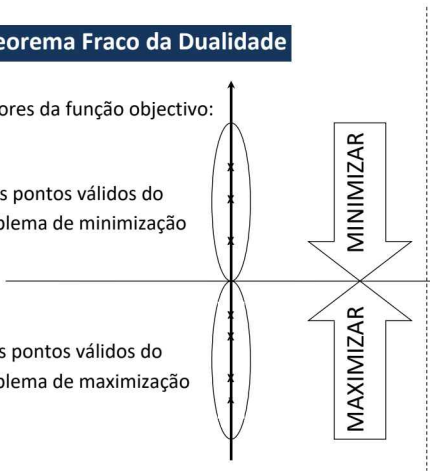 eorema Fraco da Dualidade
ores da função objectivo:
s pontos válidos do
blema de minimização
MINIMIZAR
s pontos válidos do
blema de maximização
MAXIMIZAR